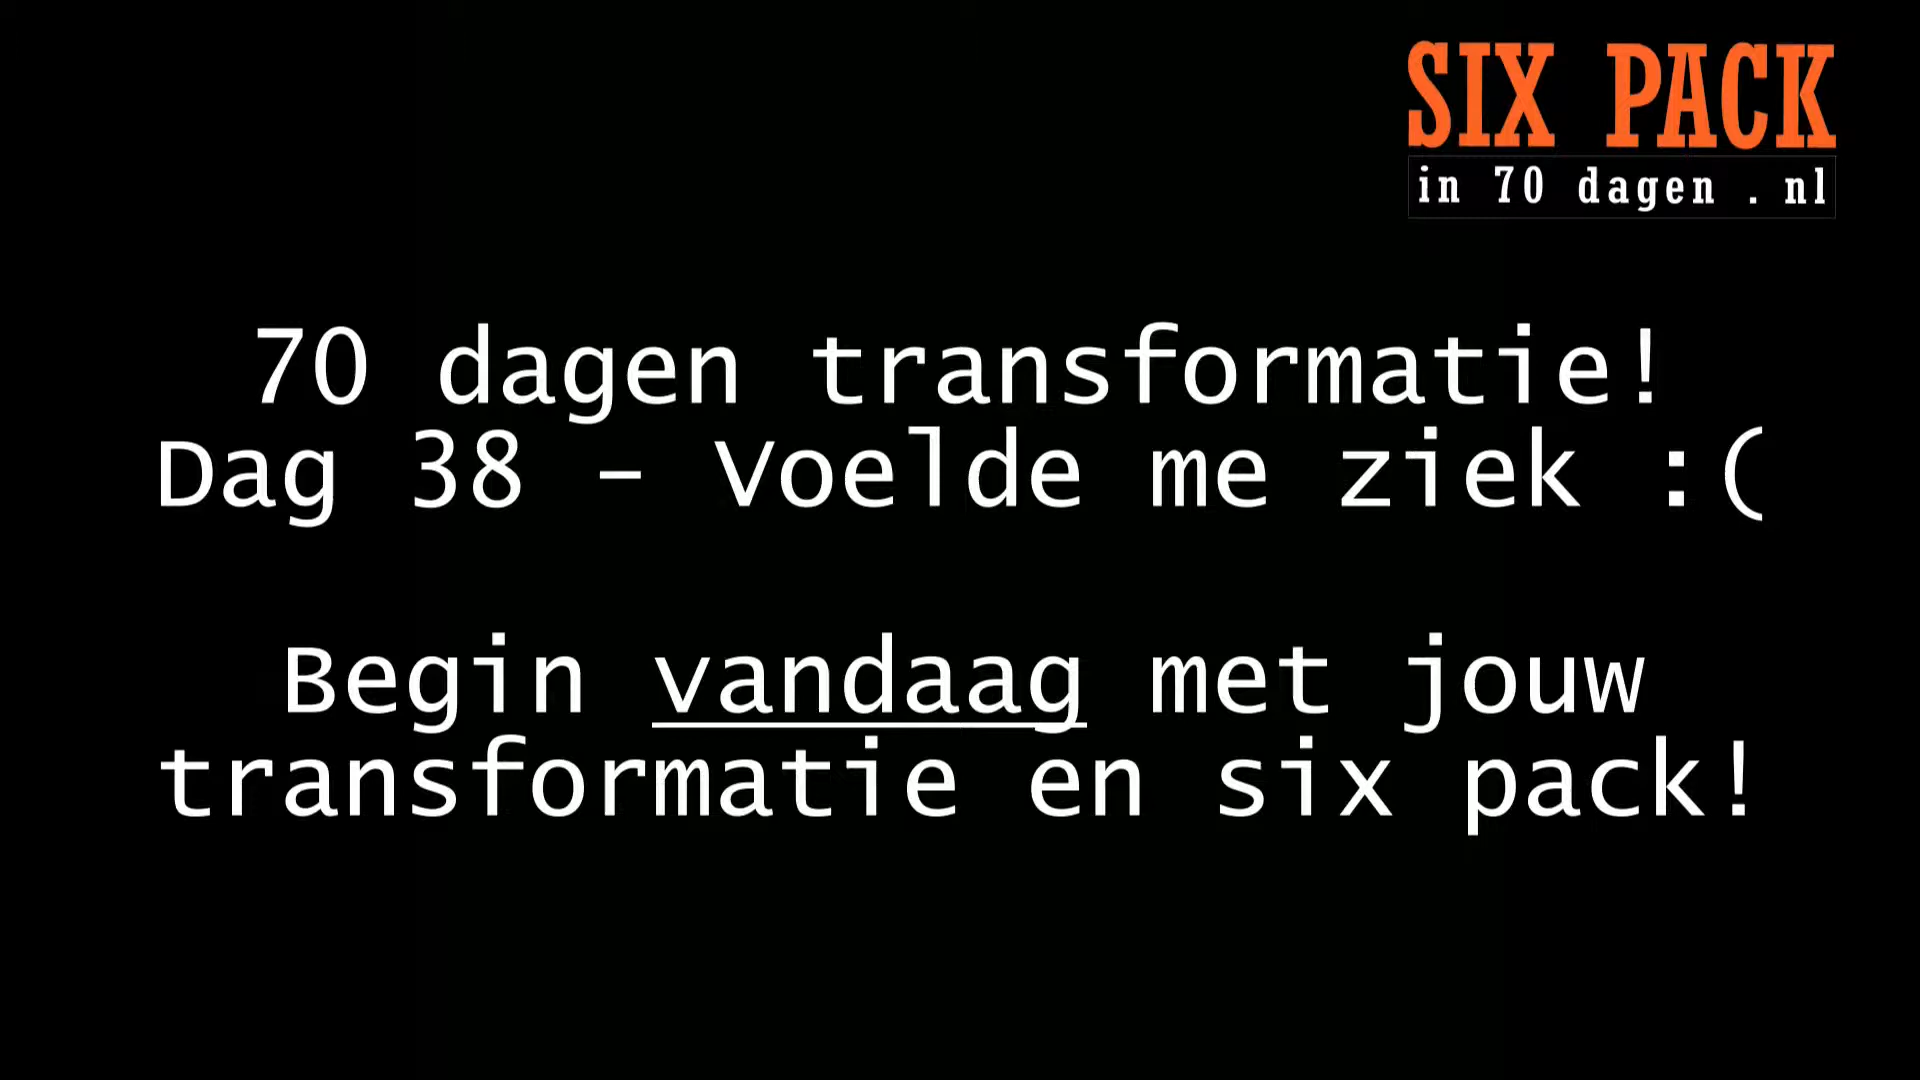 SIX PACK
in 70 dagen . nl
70 dagen transformatie!
Dag 38 - Voelde me ziek :(
Begin vandaag met jouw
transformatie en six pack!